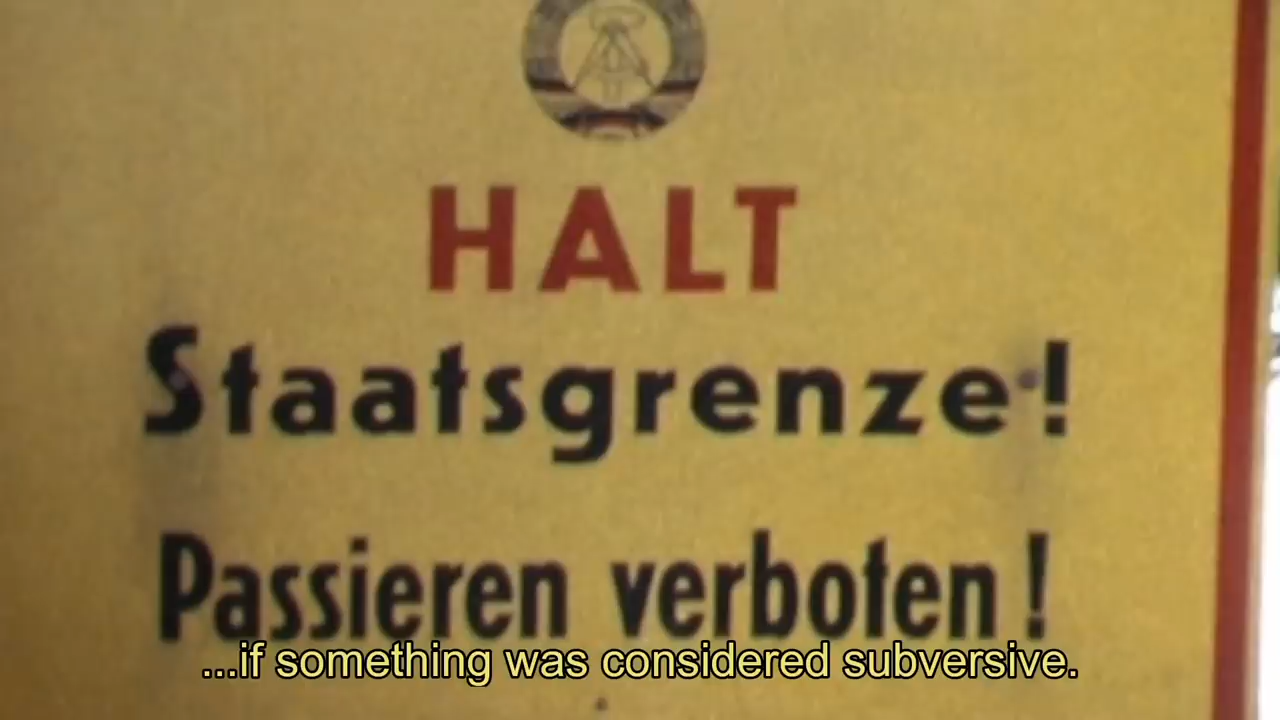 HALT
Staatsgrenze!
Passieren verboten!
...if something was considered subversive.